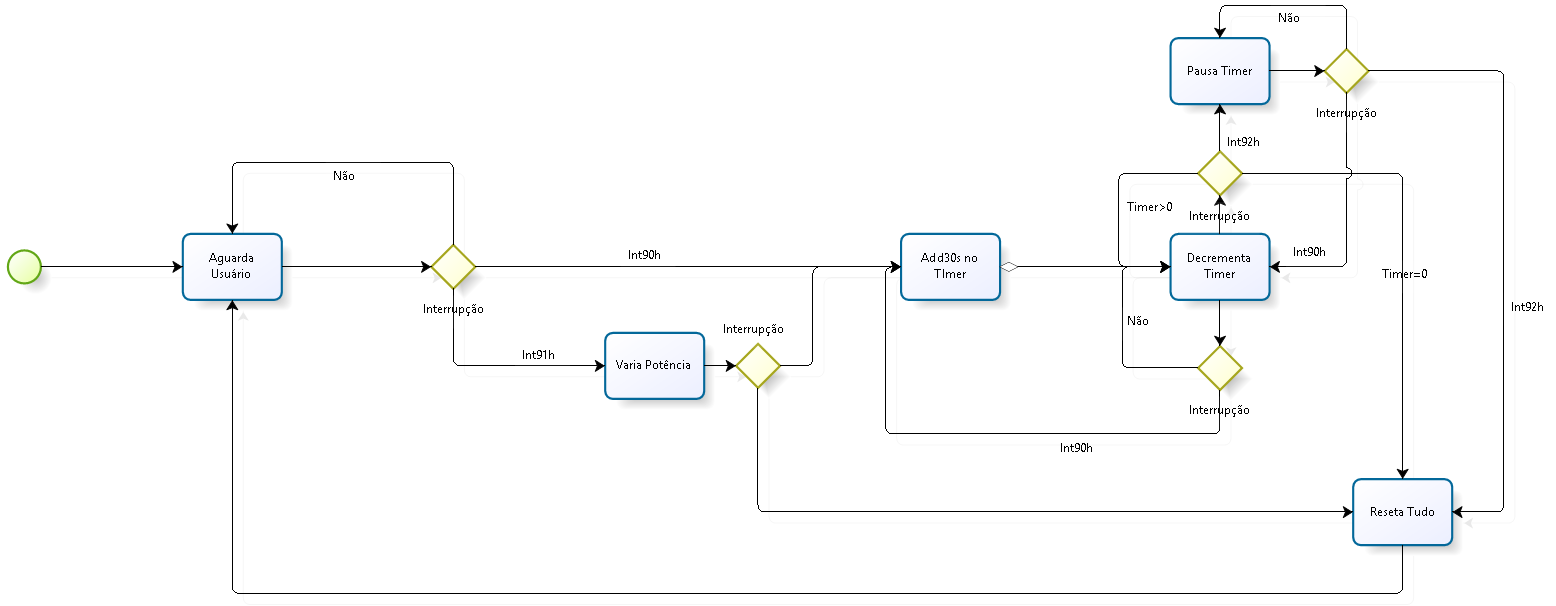 Não
Pausa Timer
Interrupção
Int92h
Não
Timer>0
Interrupção
Aguarda
Usuário
Int90h
Add30s no
TImer
Decrementa
Timer
Int90h
Timer=0
Interrupção
Int92h
Não
Interrupção
Int91h
Varia Potência
Interrupção
Int90h
Reseta Tudo